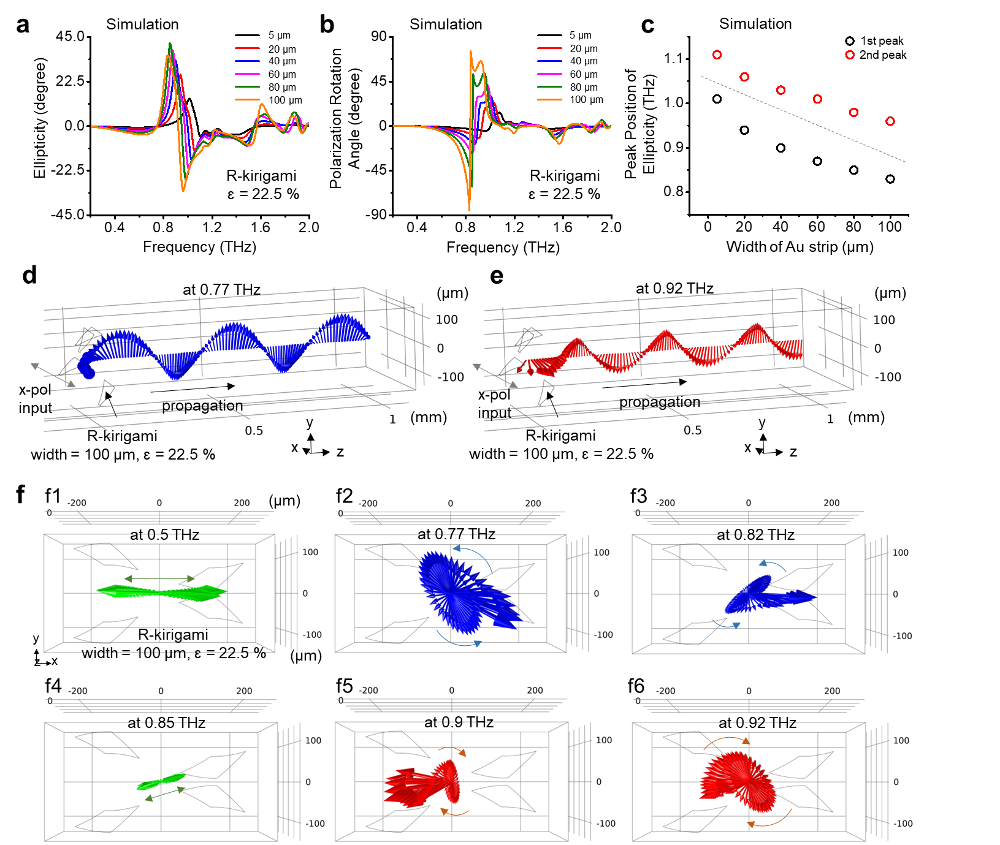 a
Simulation
45.0
22.5
0.0
-22.5
-45.0
Ellipticity (degree)
5 µm
20 µm
40 µm
60 µm
80 µm
100 µm
R-kirigami
ε = 22.5 %
0.4
0.8
1.2
1.6
2.0
Frequency (THz)
b
Simulation
90
45
0
-45
-90
Polarization Rotation
Angle (degree)
5 µm
20 µm
40 µm
60 µm
80 µm
100 µm
R-kirigami
ε = 22.5 %
0.4
0.8
1.2
1.6
2.0
Frequency (THz)
c
Simulation
1st peak
2nd peak
1.1
1.0
0.9
0.8
Peak Position of
Ellipticity (THz)
0
20
40
60
80
100
Width of Au strip (µm)
d
at 0.77 THz
(µm)
100
0
-100
x-pol
input
propagation
1
(mm)
0.5
R-kirigami
width = 100 µm, ε = 22.5 %
y
x
z
e
at 0.92 THz
(µm)
100
0
-100
x-pol
input
propagation
1
(mm)
0.5
R-kirigami
width = 100 µm, ε = 22.5 %
y
x
z
f
f1
-200
0
200
(µm)
0
at 0.5 THz
100
0
-100
R-kirigami
width = 100 µm, ε = 22.5 %
(µm)
y
z
x
f2
-200
0
200
0
at 0.77 THz
100
0
-100
f3
-200
0
200
0
at 0.82 THz
100
0
-100
f4
-200
0
200
0
at 0.85 THz
100
0
-100
f5
-200
0
200
0
at 0.9 THz
100
0
-100
f6
-200
0
200
0
at 0.92 THz
100
0
-100